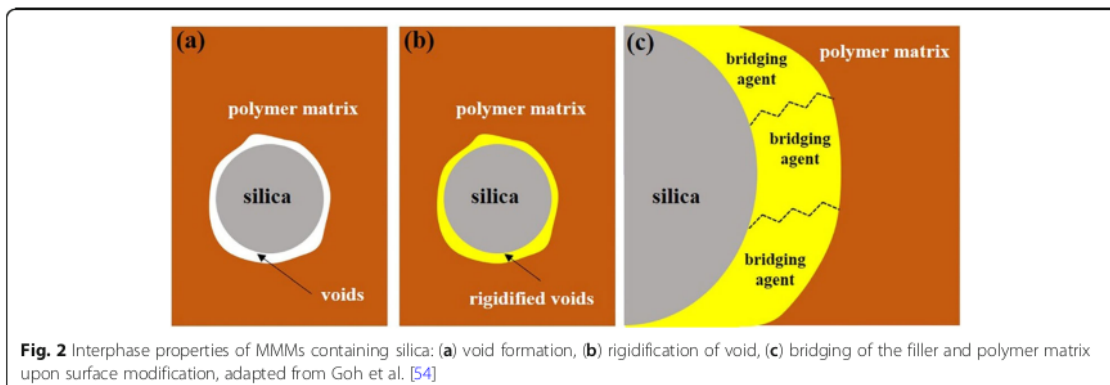 (a)
polymer matrix
silica
voids
(b)
polymer matrix
silica
rigidified voids
(c)
bridging
agent
polymer matrix
bridging
agent
silica
bridging
agent
Fig. 2 Interphase properties of MMMs containing silica: (a) void formation, (b) rigidification of void, (c) bridging of the filler and polymer matrix
upon surface modification, adapted from Goh et al. [54]